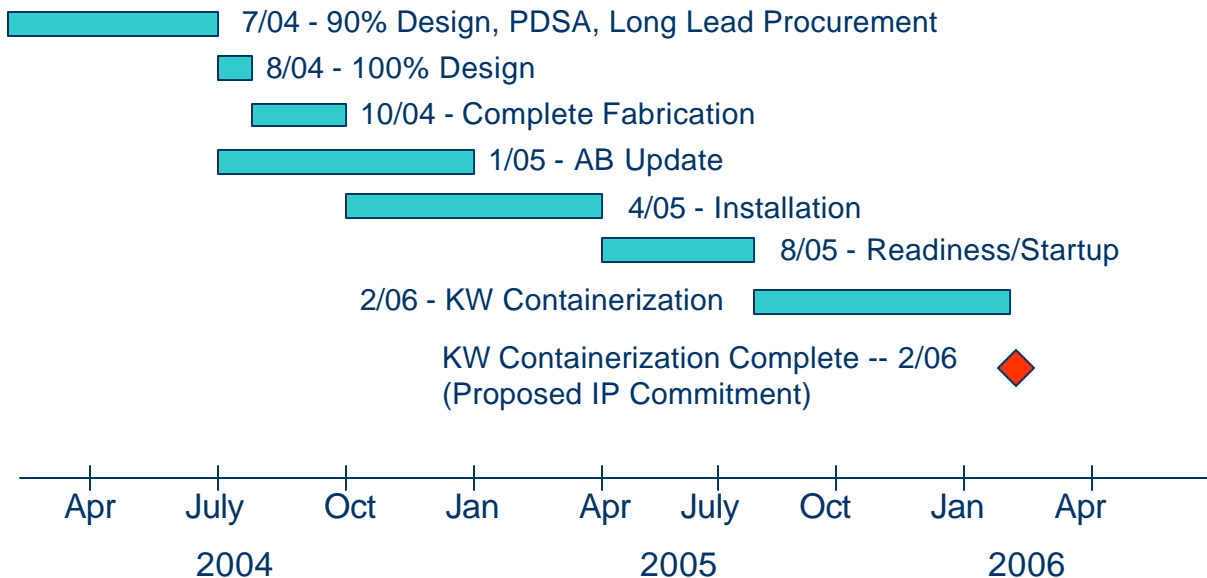 7/04 - 90% Design, PDSA, Long Lead Procurement
8/04 - 100% Design
10/04 - Complete Fabrication
1/05 - AB Update
4/05 - Installation
8/05 - Readiness/Startup
2/06 - KW Containerization
KW Containerization Complete -- 2/06
(Proposed IP Commitment)
Apr July Oct Jan Apr July Oct Jan Apr
2004 2005 2006